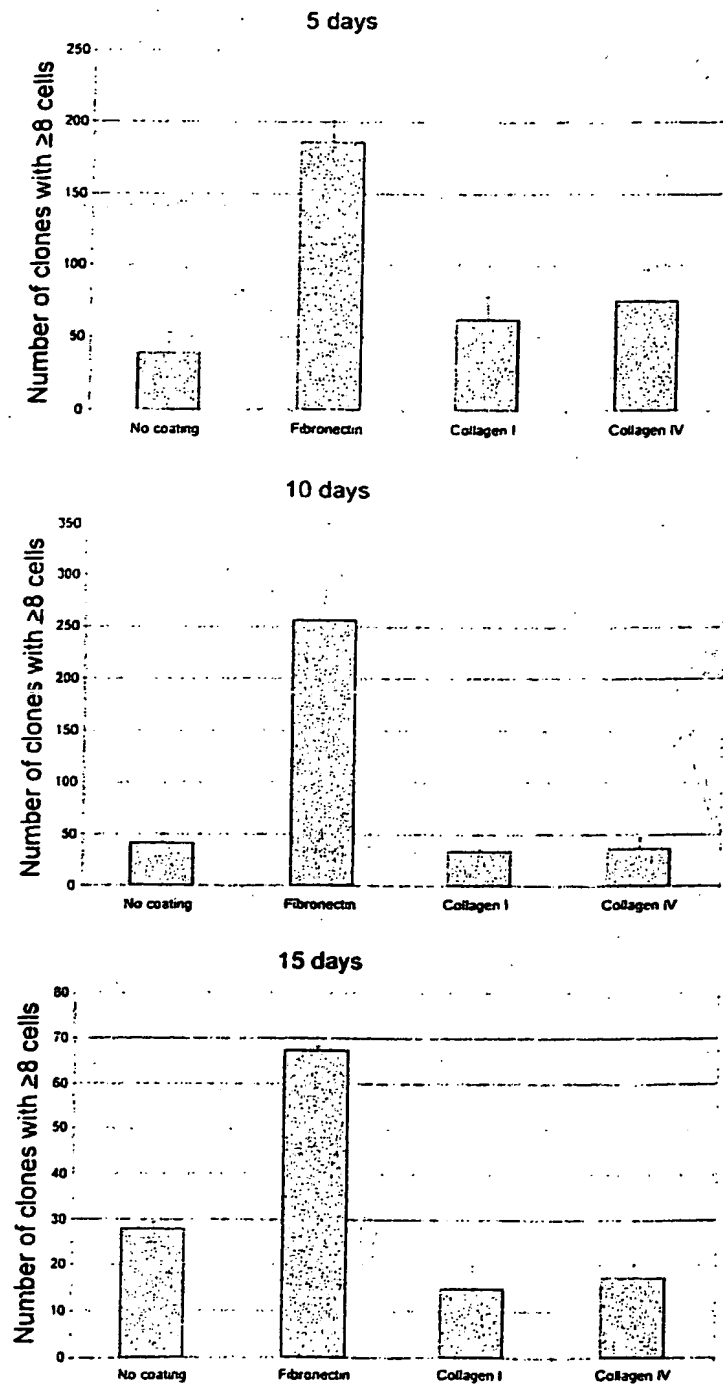 5 days
Number of clones with ≥8 cells
250
200
150
100
50
0
No coating Fibronectin Collagen I Collagen IV
10 days
Number of clones with ≥8 cells
350
300
250
200
150
100
50
0
No coating Fibronectin Collagen I Collagen IV
15 days
Number of clones with ≥8 cells
80
70
60
50
40
30
20
10
0
No coating Fibronectin Collagen I Collagen IV